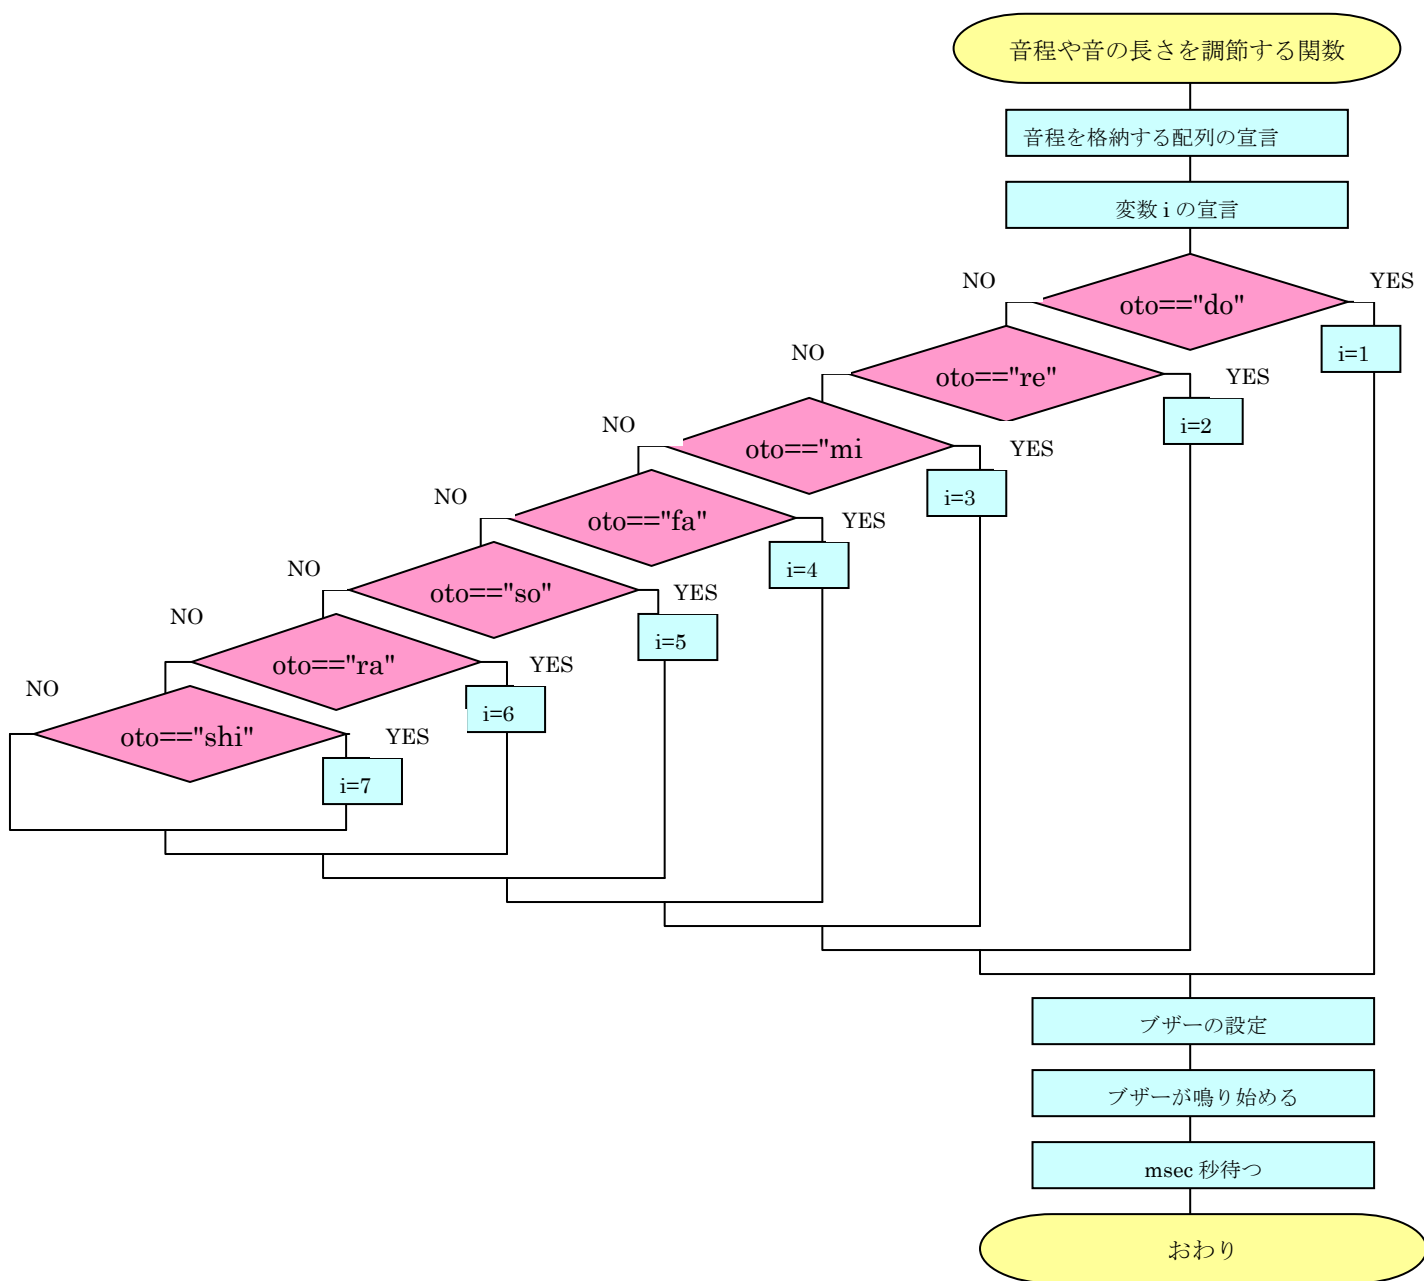 音程や音の長さを調節する関数
音程を格納する配列の宣言
変数 i の宣言
NO
YES
oto=="do"
i=1
NO
oto=="re"
YES
i=2
NO
oto=="mi
YES
i=3
NO
oto=="fa"
YES
i=4
NO
oto=="so"
YES
i=5
NO
oto=="ra"
YES
i=6
NO
oto=="shi"
YES
i=7
ブザーの設定
ブザーが鳴り始める
msec 秒待つ
おわり